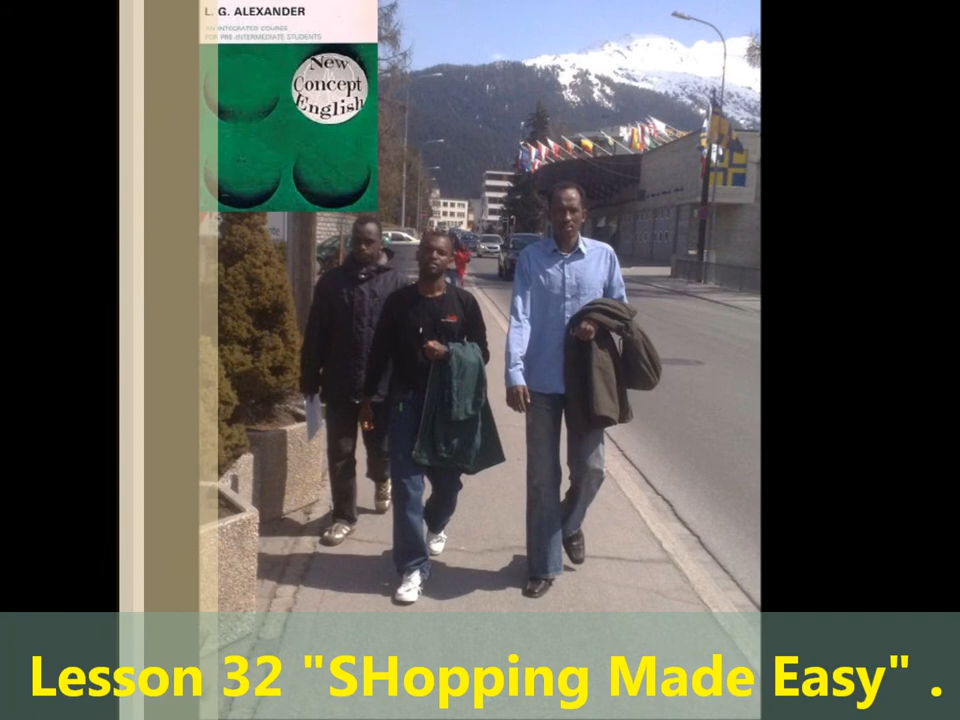 L. G. ALEXANDER
AN INTEGRATED COURSE
FOR PRE-INTERMEDIATE STUDENTS
New
Concept
English
Lesson 32 "SHopping Made Easy" .